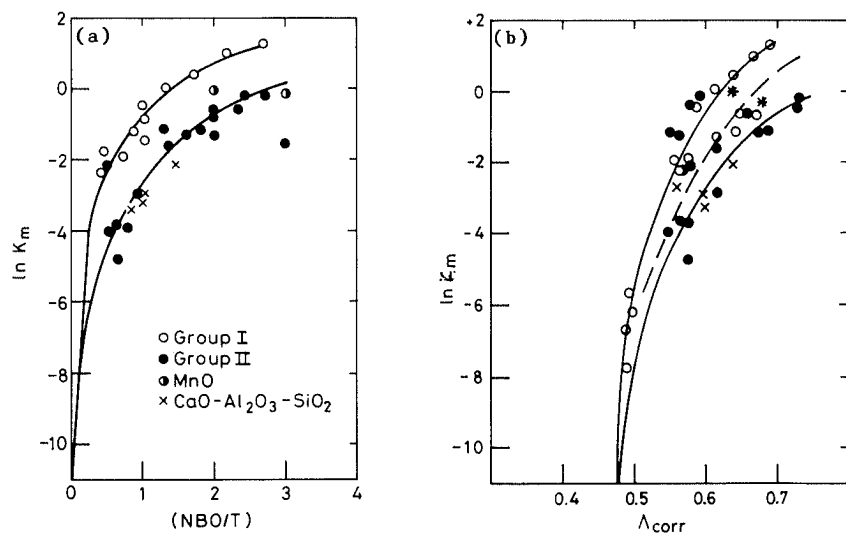 (a)
+2
0
-2
-4
-6
-8
-10
ln Km
0
1
2
3
4
(NBO/T)
○ Group I
● Group II
◑ MnO
× CaO-Al₂O₃-SiO₂
(b)
+2
0
-2
-4
-6
-8
-10
ln Km
0.4
0.5
0.6
0.7
Λcorr